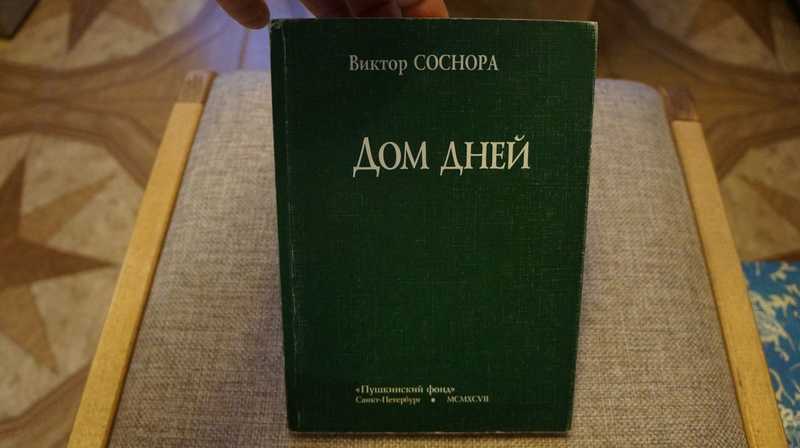 Виктор СОСНОРА
Дом дней
«Пушкинский фонд»
Санкт-Петербург • MCMXCVII